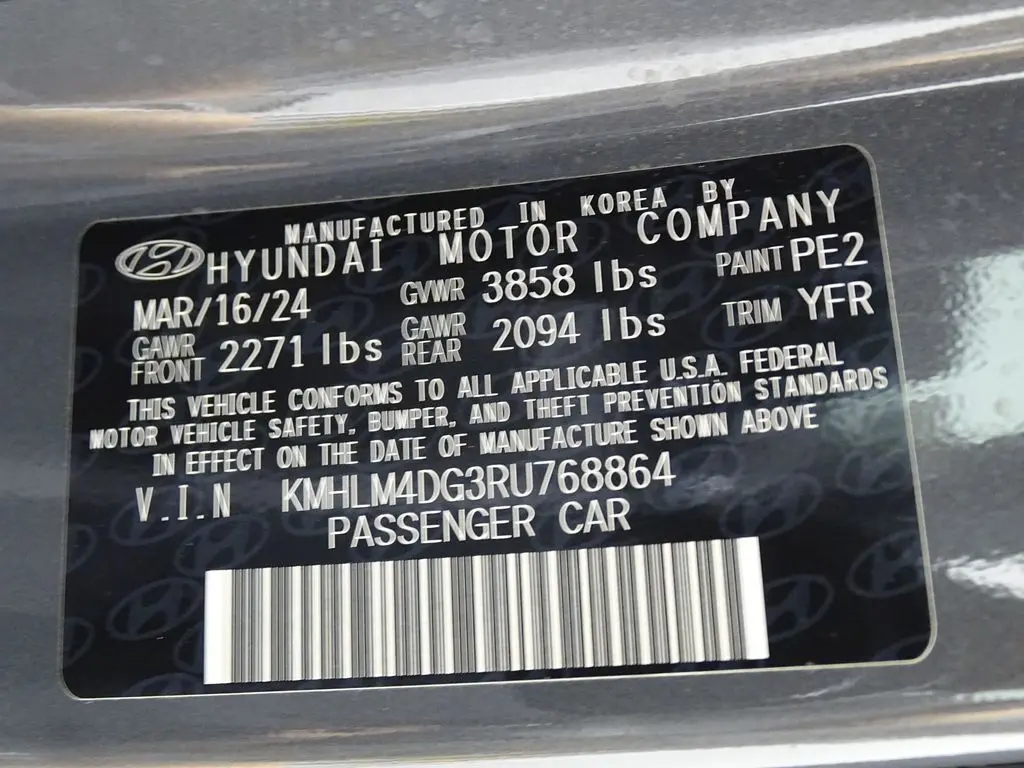 MANUFACTURED IN KOREA BY
HYUNDAI MOTOR COMPANY
MAR/16/24 GVWR 3858 lbs PAINT PE2
GAWR FRONT 2271 lbs GAWR REAR 2094 lbs TRIM YFR
THIS VEHICLE CONFORMS TO ALL APPLICABLE U.S.A. FEDERAL
MOTOR VEHICLE SAFETY, BUMPER, AND THEFT PREVENTION STANDARDS
IN EFFECT ON THE DATE OF MANUFACTURE SHOWN ABOVE
V.I.N KMHLM4DG3RU768864
PASSENGER CAR